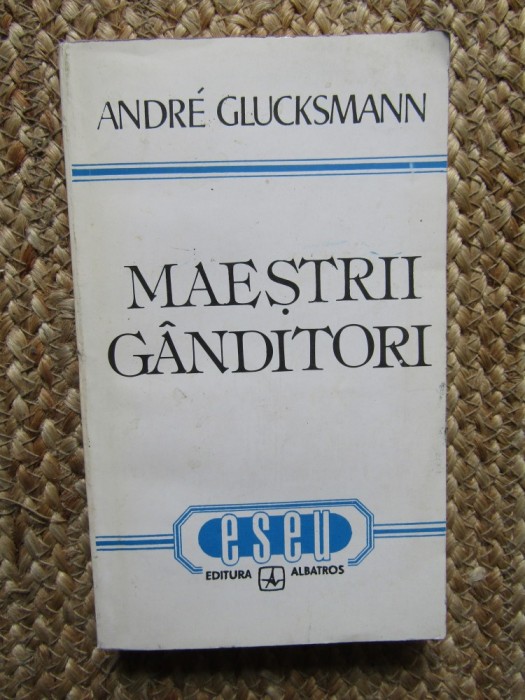 ANDRÉ GLUCKSMANN
MAEȘTRII
GÂNDITORI
eseu
EDITURA ALBATROS